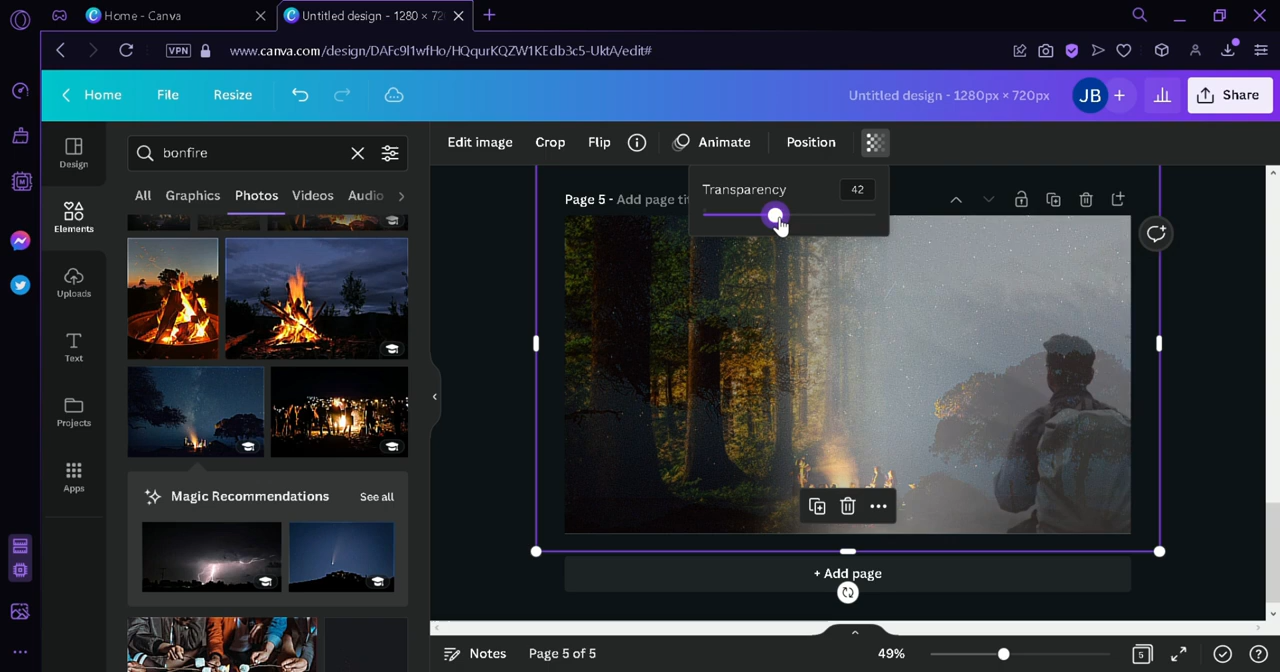 Home - Canva
Untitled design - 1280 × 72
VPN
www.canva.com/design/DAFc9l1wfHo/HQqurKQZW1KEdb3c5-UktA/edit#
Home
File
Resize
Untitled design - 1280px × 720px
JB
+
Share
Design
Elements
Uploads
Text
Projects
Apps
bonfire
All
Graphics
Photos
Videos
Audio
Magic Recommendations
See all
Edit image
Crop
Flip
Animate
Position
Transparency
42
Page 5 - Add page ti
+ Add page
Notes
Page 5 of 5
49%
5